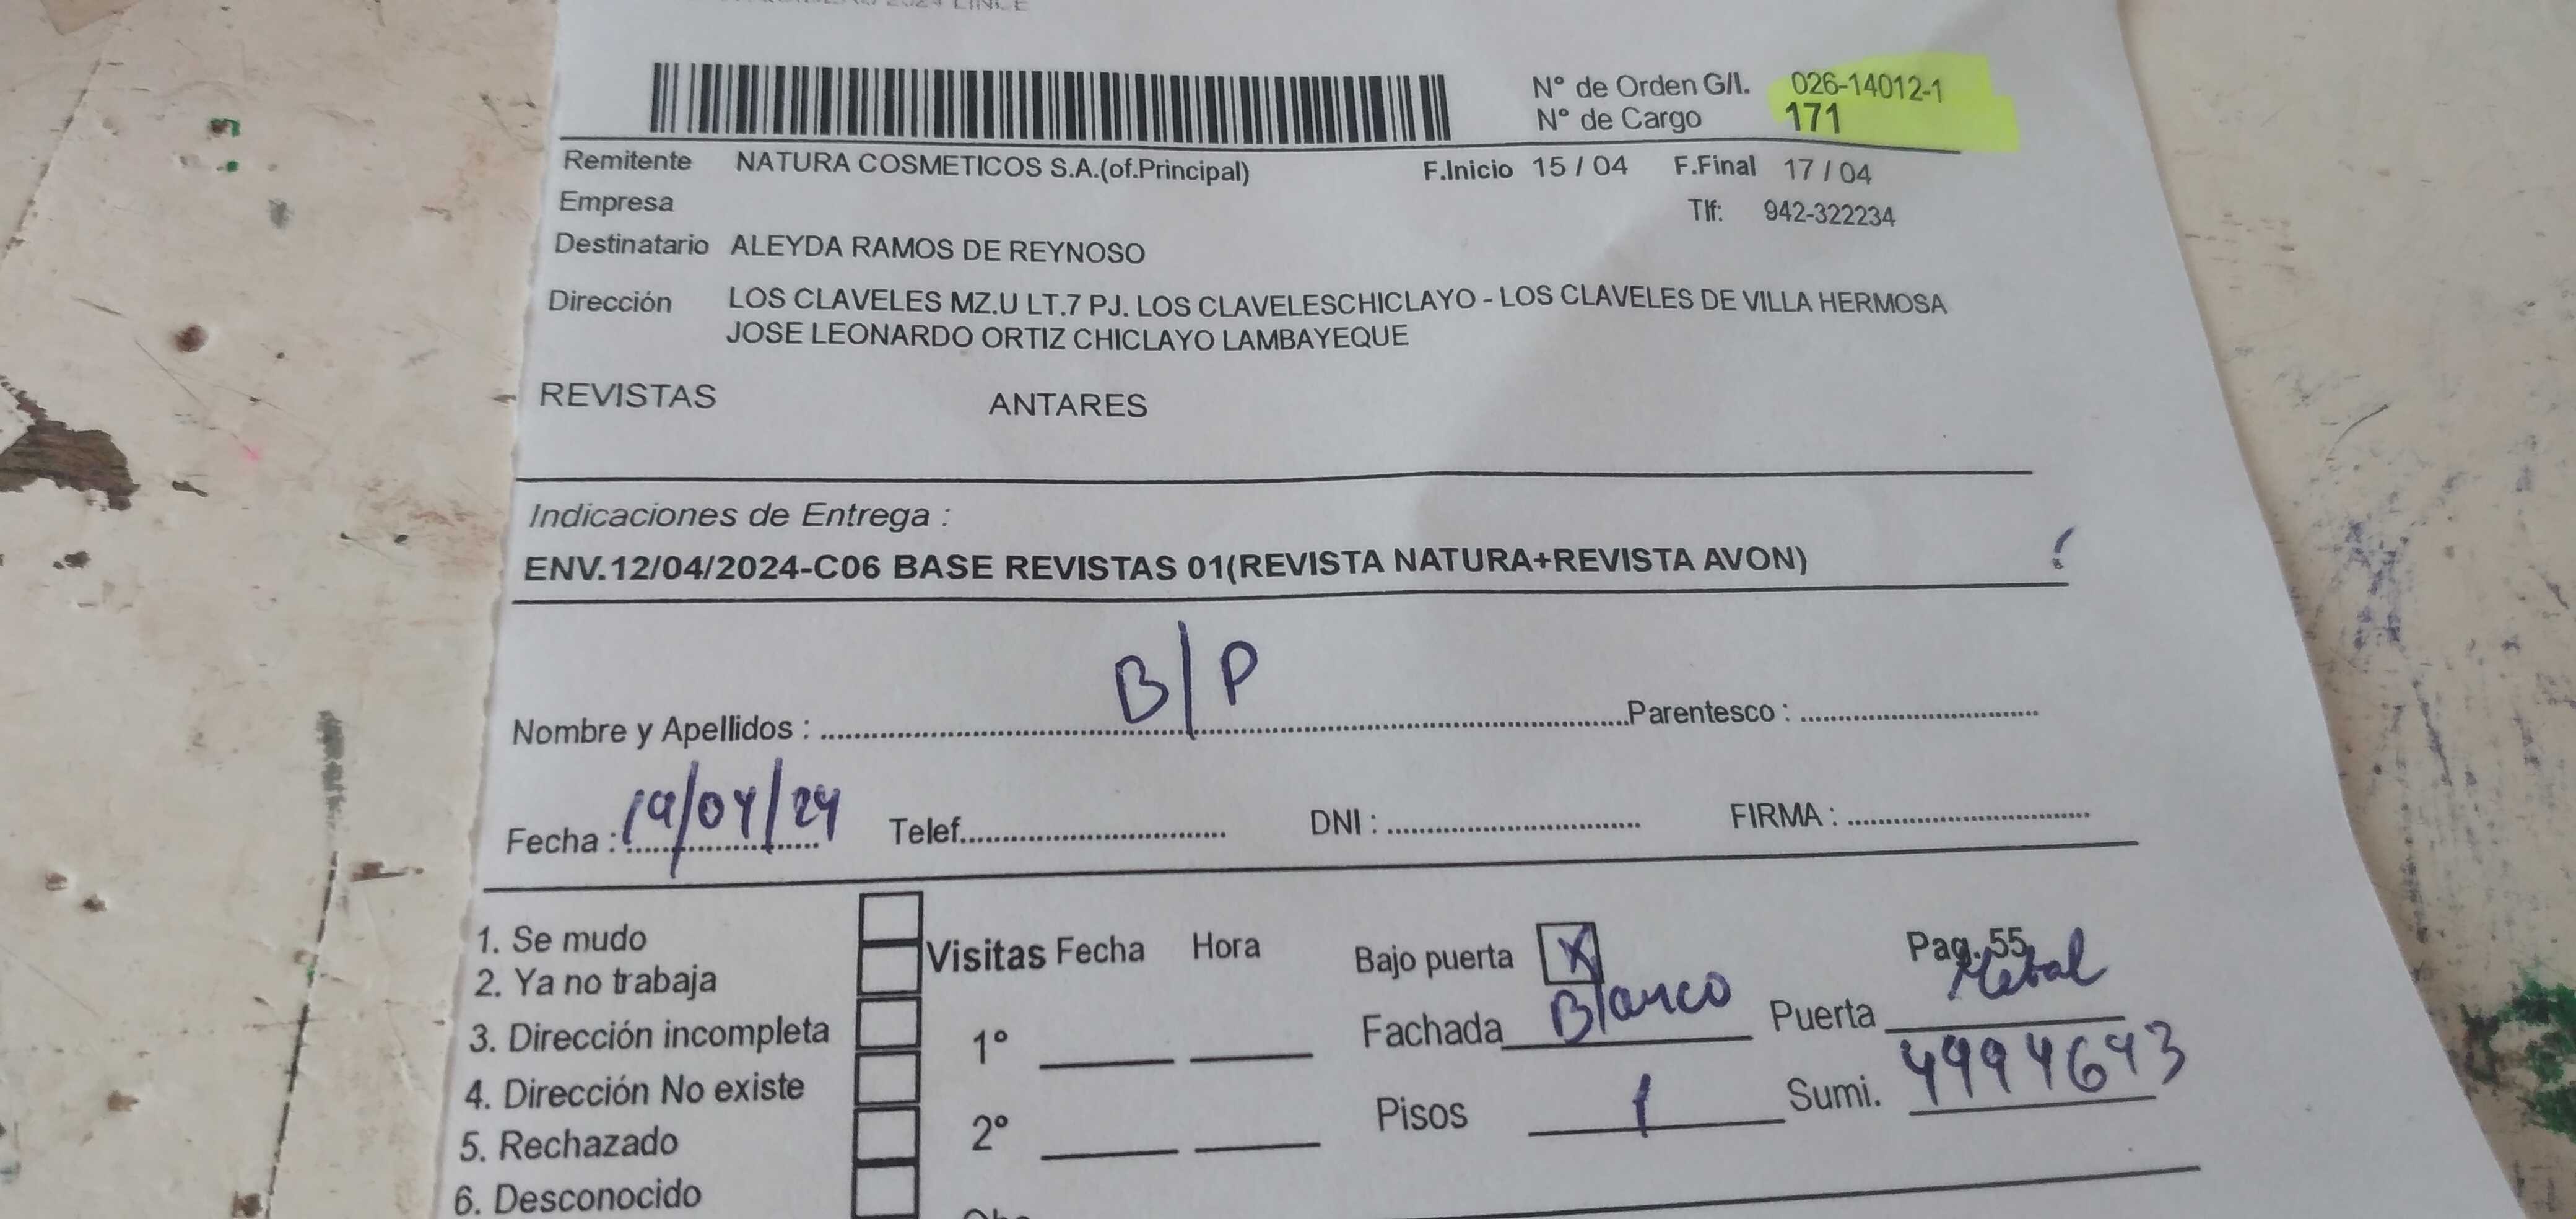 N° de Orden G/I. 026-14012-1
N° de Cargo 171
Remitente NATURA COSMETICOS S.A.(of.Principal) F.Inicio 15 / 04 F.Final 17 / 04
Empresa Tlf: 942-322234
Destinatario ALEYDA RAMOS DE REYNOSO
Dirección LOS CLAVELES MZ.U LT.7 PJ. LOS CLAVELESCHICLAYO - LOS CLAVELES DE VILLA HERMOSA
JOSE LEONARDO ORTIZ CHICLAYO LAMBAYEQUE
REVISTAS ANTARES
Indicaciones de Entrega :
ENV.12/04/2024-C06 BASE REVISTAS 01(REVISTA NATURA+REVISTA AVON)
Nombre y Apellidos : B/P Parentesco :
Fecha : 19/04/24 Telef. DNI : FIRMA :
1. Se mudo
2. Ya no trabaja
3. Dirección incompleta
4. Dirección No existe
5. Rechazado
6. Desconocido
Visitas Fecha Hora
1°
2°
Bajo puerta X Pag. 55
Fachada Blanco Puerta Metal
Pisos 1 Sumi.